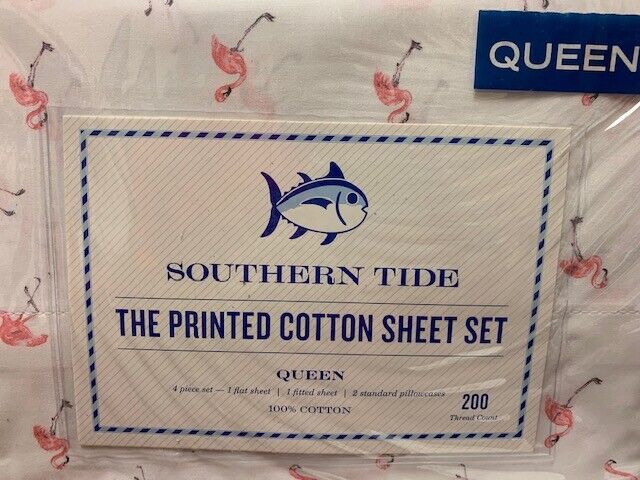 QUEEN
SOUTHERN TIDE
THE PRINTED COTTON SHEET SET
QUEEN
4 piece set — 1 flat sheet | 1 fitted sheet | 2 standard pillowcases
100% COTTON
200
Thread Count